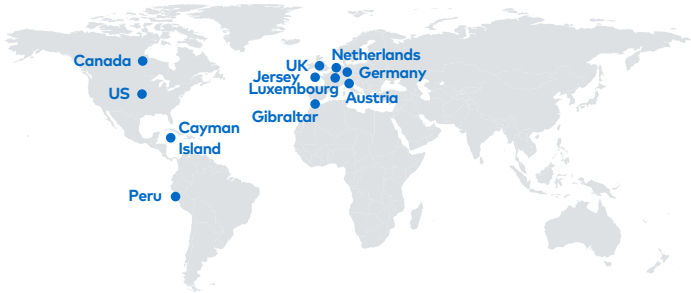 Canada
US
Cayman
Island
Peru
UK
Jersey
Luxembourg
Gibraltar
Netherlands
Germany
Austria